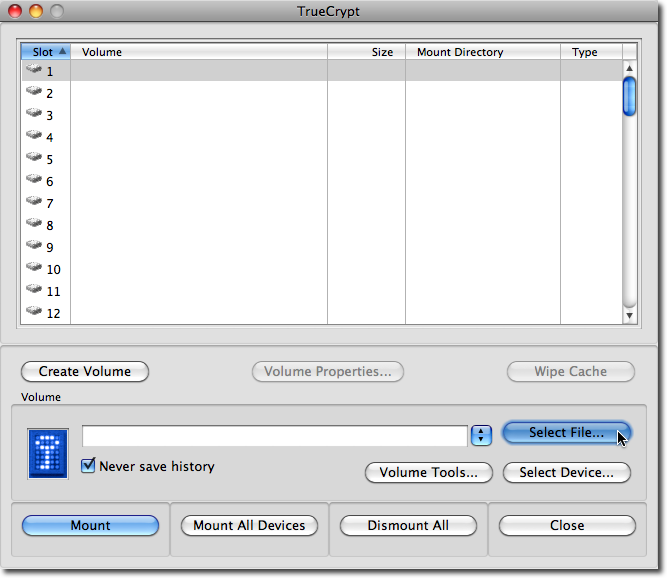 TrueCrypt
Slot Volume Size Mount Directory Type
1
2
3
4
5
6
7
8
9
10
11
12
Create Volume Volume Properties... Wipe Cache
Volume
Select File...
Never save history
Volume Tools... Select Device...
Mount Mount All Devices Dismount All Close